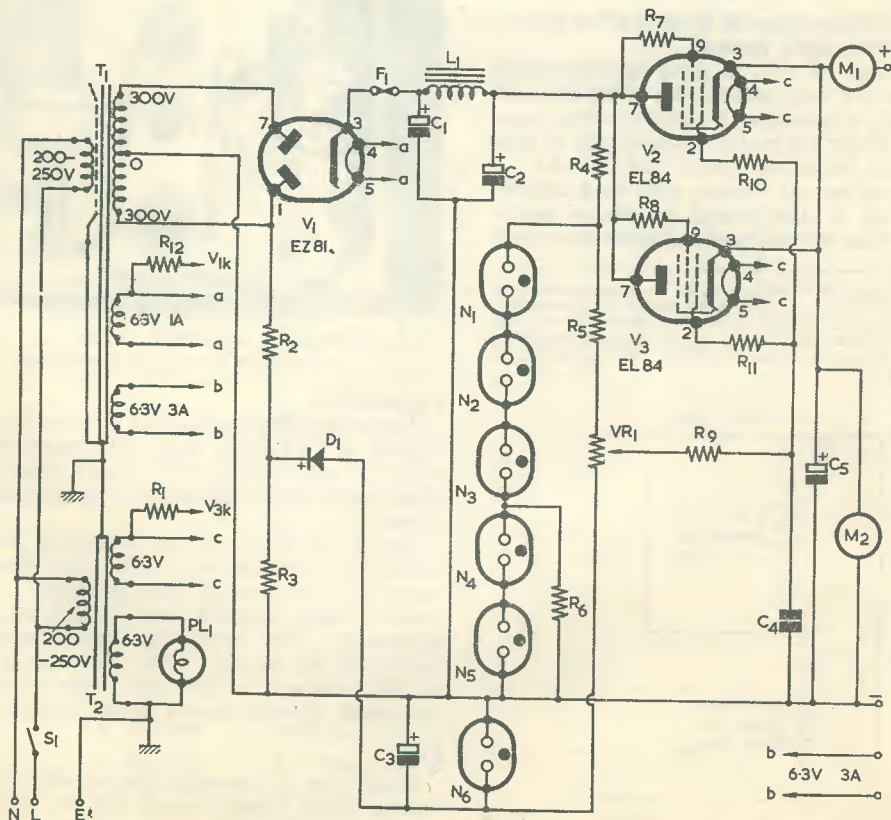 T1
300V
0
300V
200-
250V
R12
V1k
a
6·3V 1A
a
b
6·3V 3A
b
R1
V3k
c
6·3V
c
200
-250V
T2
6·3V
PL1
S1
N
L
E
7
3
4
5
1
a
a
V1
EZ81
F1
L1
+
C1
+
C2
R2
+
D1
R3
+
C3
N1
N2
N3
N4
N5
N6
R4
R5
R6
VR1
R9
R7
9
3
4
5
7
2
c
c
V2
EL84
R10
R8
9
3
4
5
7
2
c
c
V3
EL84
R11
M1
+
+
C5
M2
C4
-
b
6·3V 3A
b